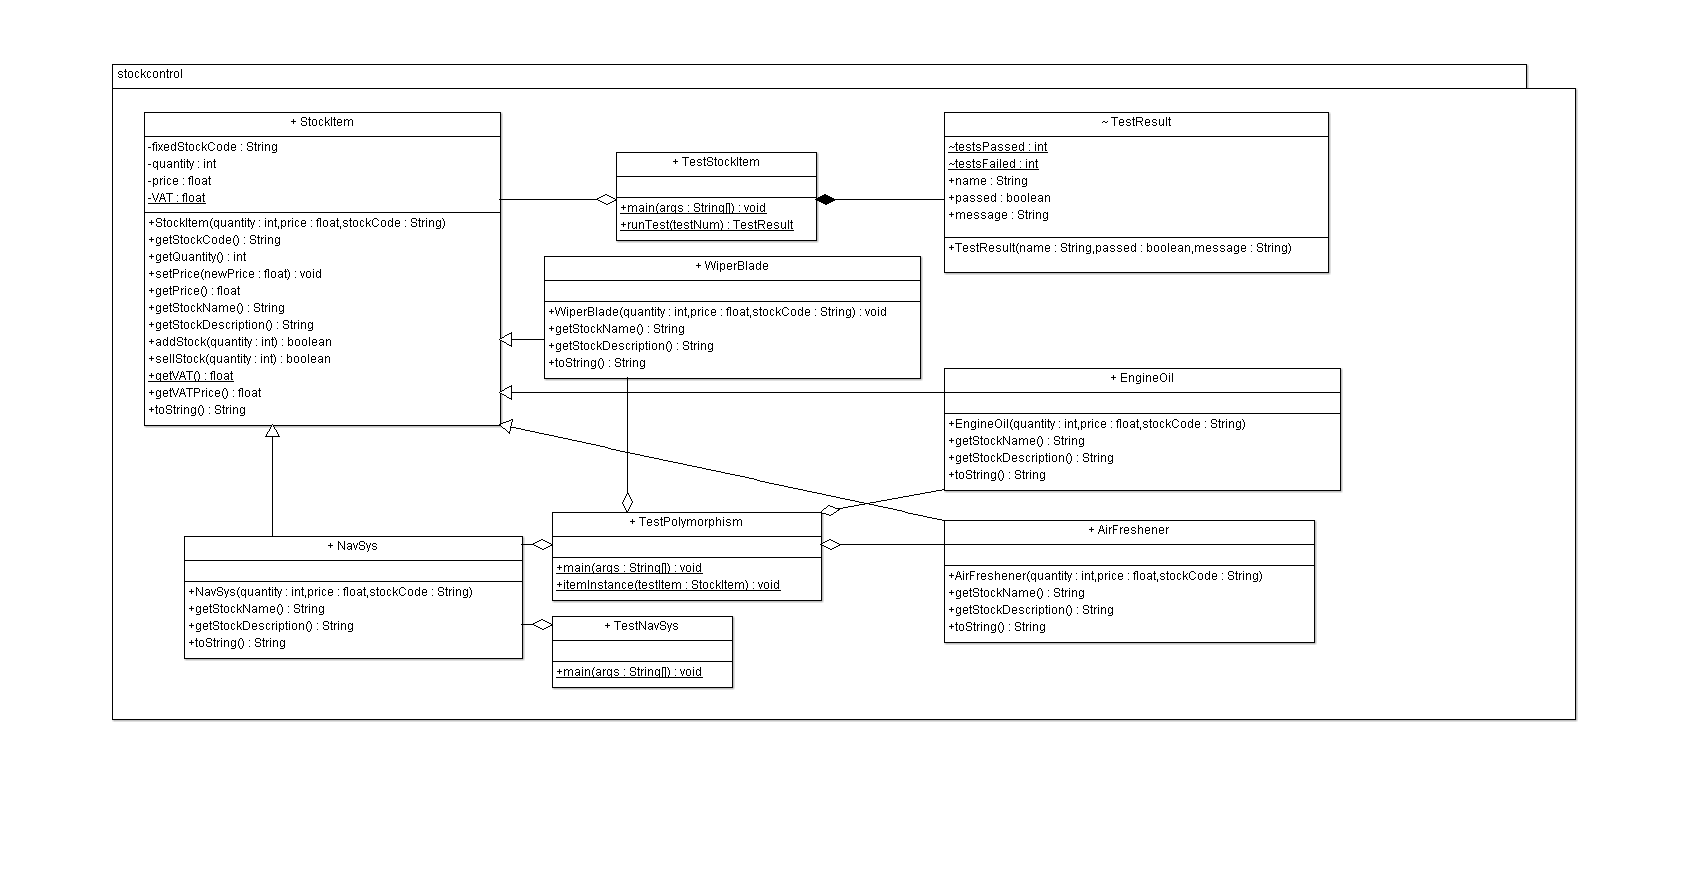 stockcontrol
+ StockItem
-fixedStockCode : String
-quantity : int
-price : float
-VAT : float
+StockItem(quantity : int,price : float,stockCode : String)
+getStockCode() : String
+getQuantity() : int
+setPrice(newPrice : float) : void
+getPrice() : float
+getStockName() : String
+getStockDescription() : String
+addStock(quantity : int) : boolean
+sellStock(quantity : int) : boolean
+getVAT() : float
+getVATPrice() : float
+toString() : String
+ TestStockItem
+main(args : String[]) : void
+runTest(testNum) : TestResult
~ TestResult
~testsPassed : int
~testsFailed : int
+name : String
+passed : boolean
+message : String
+TestResult(name : String,passed : boolean,message : String)
+ WiperBlade
+WiperBlade(quantity : int,price : float,stockCode : String) : void
+getStockName() : String
+getStockDescription() : String
+toString() : String
+ EngineOil
+EngineOil(quantity : int,price : float,stockCode : String)
+getStockName() : String
+getStockDescription() : String
+toString() : String
+ NavSys
+NavSys(quantity : int,price : float,stockCode : String)
+getStockName() : String
+getStockDescription() : String
+toString() : String
+ TestPolymorphism
+main(args : String[]) : void
+itemInstance(testItem : StockItem) : void
+ AirFreshener
+AirFreshener(quantity : int,price : float,stockCode : String)
+getStockName() : String
+getStockDescription() : String
+toString() : String
+ TestNavSys
+main(args : String[]) : void